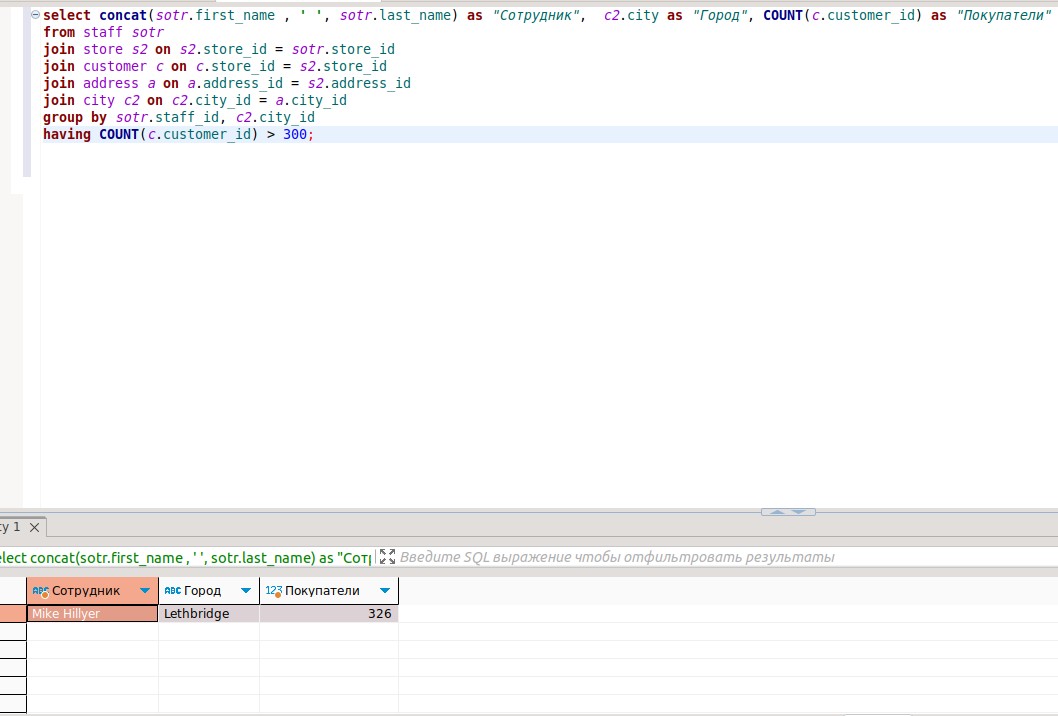 select concat(sotr.first_name , ' ', sotr.last_name) as "Сотрудник",  c2.city as "Город", COUNT(c.customer_id) as "Покупатели"
from staff sotr
join store s2 on s2.store_id = sotr.store_id
join customer c on c.store_id = s2.store_id
join address a on a.address_id = s2.address_id
join city c2 on c2.city_id = a.city_id
group by sotr.staff_id, c2.city_id
having COUNT(c.customer_id) > 300;
ty 1
elect concat(sotr.first_name , ' ', sotr.last_name) as "Сотр Введите SQL выражение чтобы отфильтровать результаты
ABC Сотрудник ABC Город 123 Покупатели
Mike Hillyer Lethbridge 326